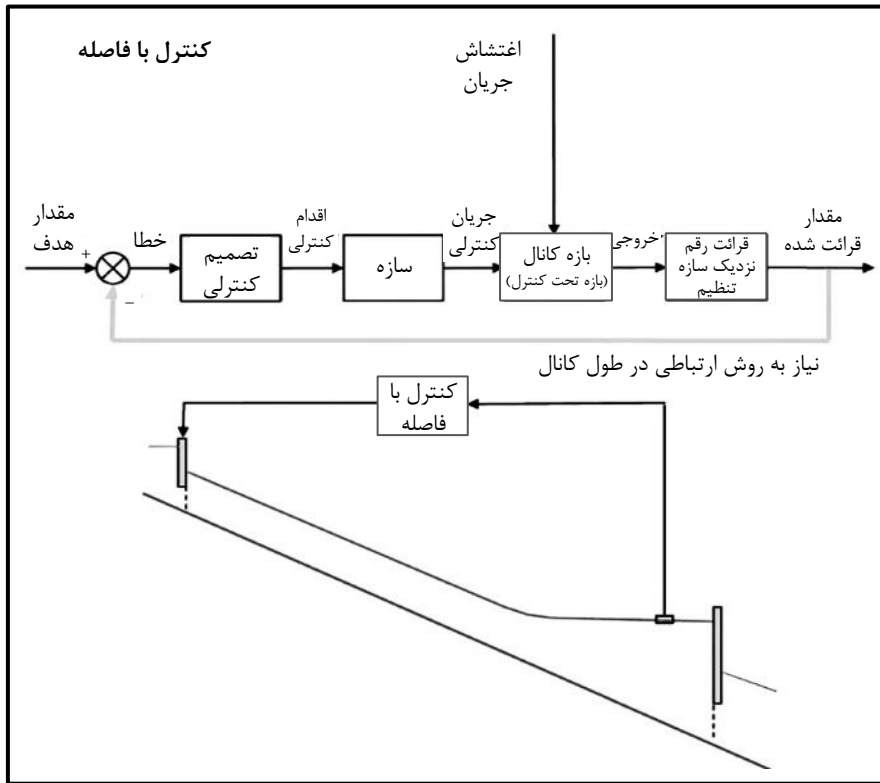 کنترل با فاصله
اغتشاش
جریان
مقدار
هدف
+
_
خطا
تصمیم
کنترلی
اقدام
کنترلی
سازه
جریان
کنترلی
بازه کانال
(بازه تحت کنترل)
خروجی
قرائت رقم
نزدیک سازه
تنظیم
مقدار
قرائت شده
نیاز به روش ارتباطی در طول کانال
کنترل با
فاصله